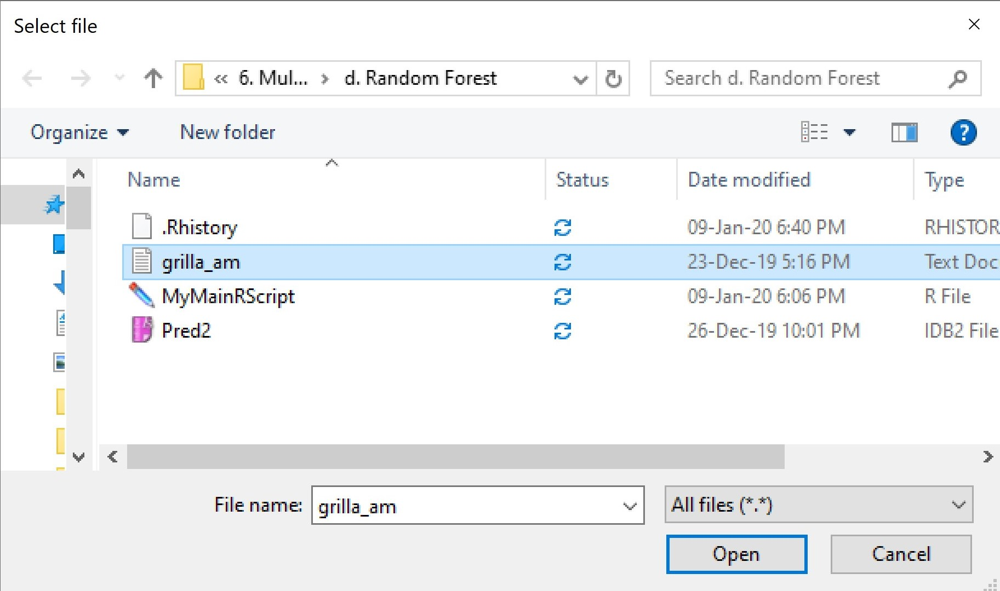 Select file
« 6. Mul... › d. Random Forest
Search d. Random Forest
Organize New folder
?
Name Status Date modified Type
.Rhistory 09-Jan-20 6:40 PM RHISTOR
grilla_am 23-Dec-19 5:16 PM Text Doc
MyMainRScript 09-Jan-20 6:06 PM R File
Pred2 26-Dec-19 10:01 PM IDB2 File
File name: grilla_am All files (*.*)
Open Cancel